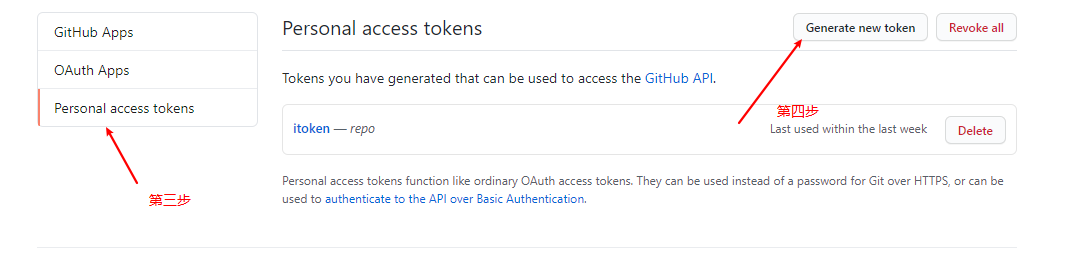 GitHub Apps
OAuth Apps
Personal access tokens
第三步
Personal access tokens
Generate new token
Revoke all
Tokens you have generated that can be used to access the GitHub API.
第四步
itoken — repo
Last used within the last week
Delete
Personal access tokens function like ordinary OAuth access tokens. They can be used instead of a password for Git over HTTPS, or can be
used to authenticate to the API over Basic Authentication.